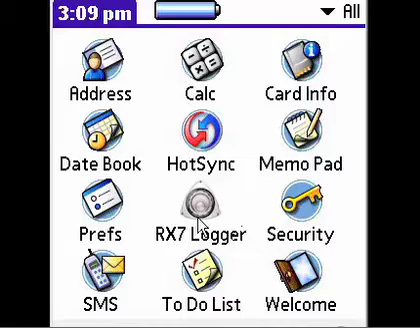 3:09 pm All
Address Calc Card Info
Date Book HotSync Memo Pad
Prefs RX7 Logger Security
SMS To Do List Welcome